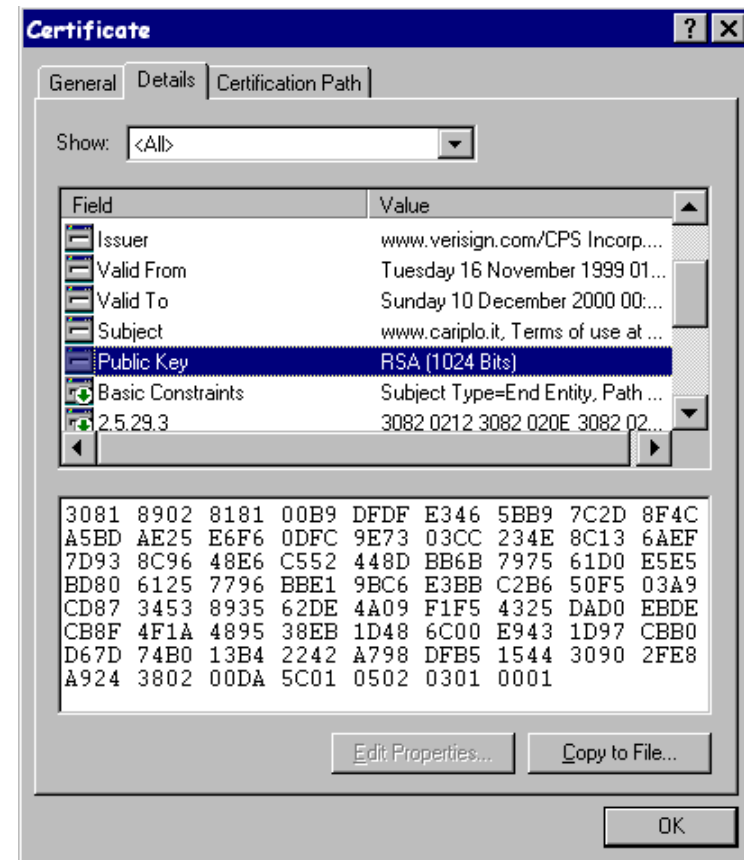 Certificate
General Details Certification Path
Show: <All>
Field Value
Issuer www.verisign.com/CPS Incorp....
Valid From Tuesday 16 November 1999 01...
Valid To Sunday 10 December 2000 00:...
Subject www.cariplo.it, Terms of use at ...
Public Key RSA (1024 Bits)
Basic Constraints Subject Type=End Entity, Path ...
2.5.29.3 3082 0212 3082 020E 3082 02...
3081 8902 8181 00B9 DFDF E346 5BB9 7C2D 8F4C
A5BD AE25 E6F6 0DFC 9E73 03CC 234E 8C13 6AEF
7D93 8C96 48E6 C552 448D BB6B 7975 61D0 E5E5
BD80 6125 7796 BBE1 9BC6 E3BB C2B6 50F5 03A9
CD87 3453 8935 62DE 4A09 F1F5 4325 DAD0 EBDE
CB8F 4F1A 4895 38EB 1D48 6C00 E943 1D97 CBB0
D67D 74B0 13B4 2242 A798 DFB5 1544 3090 2FE8
A924 3802 00DA 5C01 0502 0301 0001
Edit Properties... Copy to File...
OK